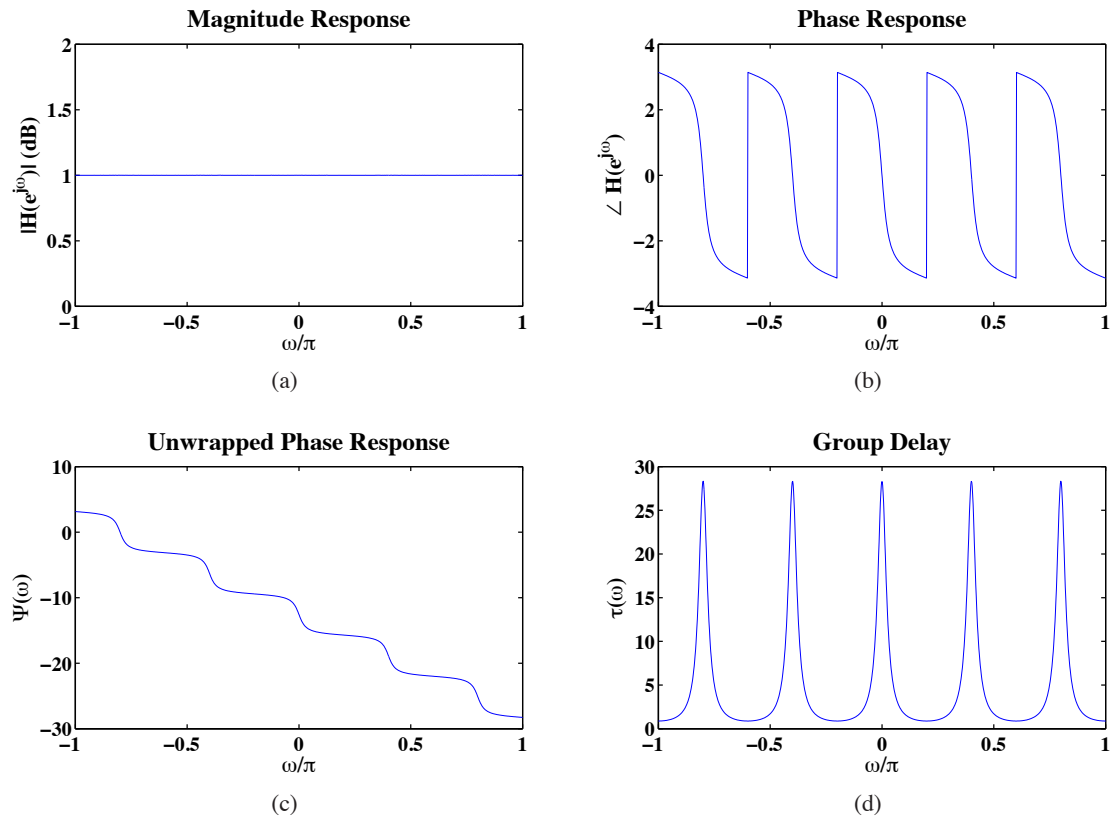 Magnitude Response
|H(e^jω)| (dB)
2
1.5
1
0.5
0
−1 −0.5 0 0.5 1
ω/π
(a)
Phase Response
∠ H(e^jω)
4
2
0
−2
−4
−1 −0.5 0 0.5 1
ω/π
(b)
Unwrapped Phase Response
Ψ(ω)
10
0
−10
−20
−30
−1 −0.5 0 0.5 1
ω/π
(c)
Group Delay
τ(ω)
30
25
20
15
10
5
0
−1 −0.5 0 0.5 1
ω/π
(d)